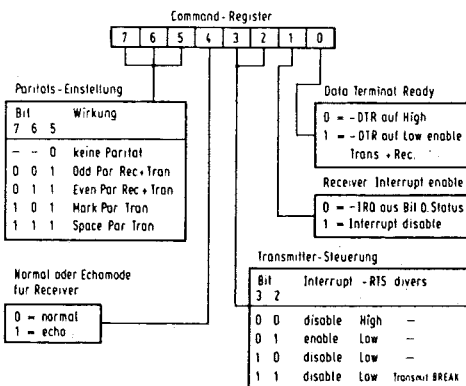 Command-Register
7 6 5 4 3 2 1 0
Paritäts-Einstellung
Bit Wirkung
7 6 5
- - 0 keine Parität
0 0 1 Odd Par Rec+Tran
0 1 1 Even Par Rec+Tran
1 0 1 Mark Par Tran
1 1 1 Space Par Tran
Normal oder Echomode
für Receiver
0 = normal
1 = echo
Data Terminal Ready
0 = -DTR auf High
1 = -DTR auf Low enable
Trans + Rec.
Receiver Interrupt enable
0 = -IRQ aus Bit 0.Status
1 = Interrupt disable
Transmitter-Steuerung
Bit Interrupt -RTS divers
3 2
0 0 disable High -
0 1 enable Low -
1 0 disable Low -
1 1 disable Low Transmit BREAK